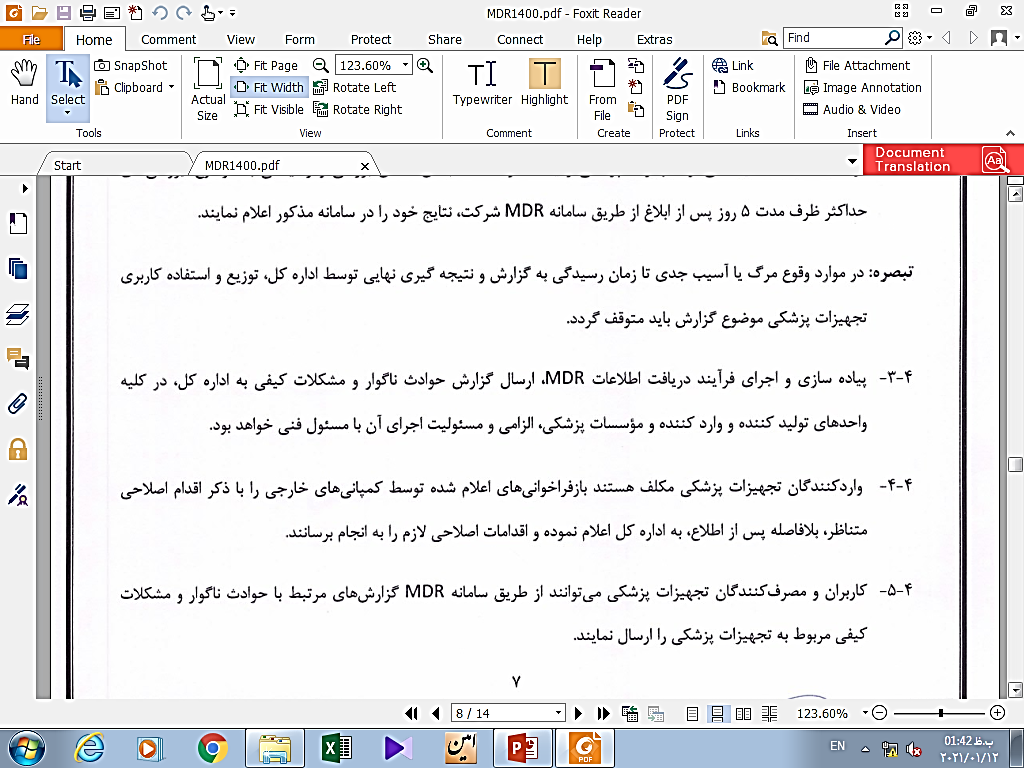 MDR1400.pdf - Foxit Reader
File Home Comment View Form Protect Share Connect Help Extras Find
Hand
Select
SnapShot
Clipboard
Tools
Actual Size
Fit Page
Fit Width
Fit Visible
123.60%
Rotate Left
Rotate Right
View
Typewriter
Highlight
Comment
From File
Create
PDF Sign
Protect
Link
Bookmark
Links
File Attachment
Image Annotation
Audio & Video
Insert
Start
MDR1400.pdf
Document
Translation
حداکثر ظرف مدت ۵ روز پس از ابلاغ از طریق سامانه MDR شرکت، نتایج خود را در سامانه مذکور اعلام نمایند.
تبصره: در موارد وقوع مرگ یا آسیب جدی تا زمان رسیدگی به گزارش و نتیجه گیری نهایی توسط اداره کل، توزیع و استفاده کاربری
تجهیزات پزشکی موضوع گزارش باید متوقف گردد.
۴-۳- پیاده سازی و اجرای فرآیند دریافت اطلاعات MDR، ارسال گزارش حوادث ناگوار و مشکلات کیفی به اداره کل، در کلیه
واحدهای تولید کننده و وارد کننده و مؤسسات پزشکی، الزامی و مسئولیت اجرای آن با مسئول فنی خواهد بود.
۴-۴- واردکنندگان تجهیزات پزشکی مکلف هستند بازفراخوانی‌های اعلام شده توسط کمپانی‌های خارجی را با ذکر اقدام اصلاحی
متناظر، بلافاصله پس از اطلاع، به اداره کل اعلام نموده و اقدامات اصلاحی لازم را به انجام برسانند.
۴-۵- کاربران و مصرف‌کنندگان تجهیزات پزشکی می‌توانند از طریق سامانه MDR گزارش‌های مرتبط با حوادث ناگوار و مشکلات
کیفی مربوط به تجهیزات پزشکی را ارسال نمایند.
۷
8 / 14
123.60%
EN
01:42 ب.ظ
۲۰۲۱/۰۱/۱۲